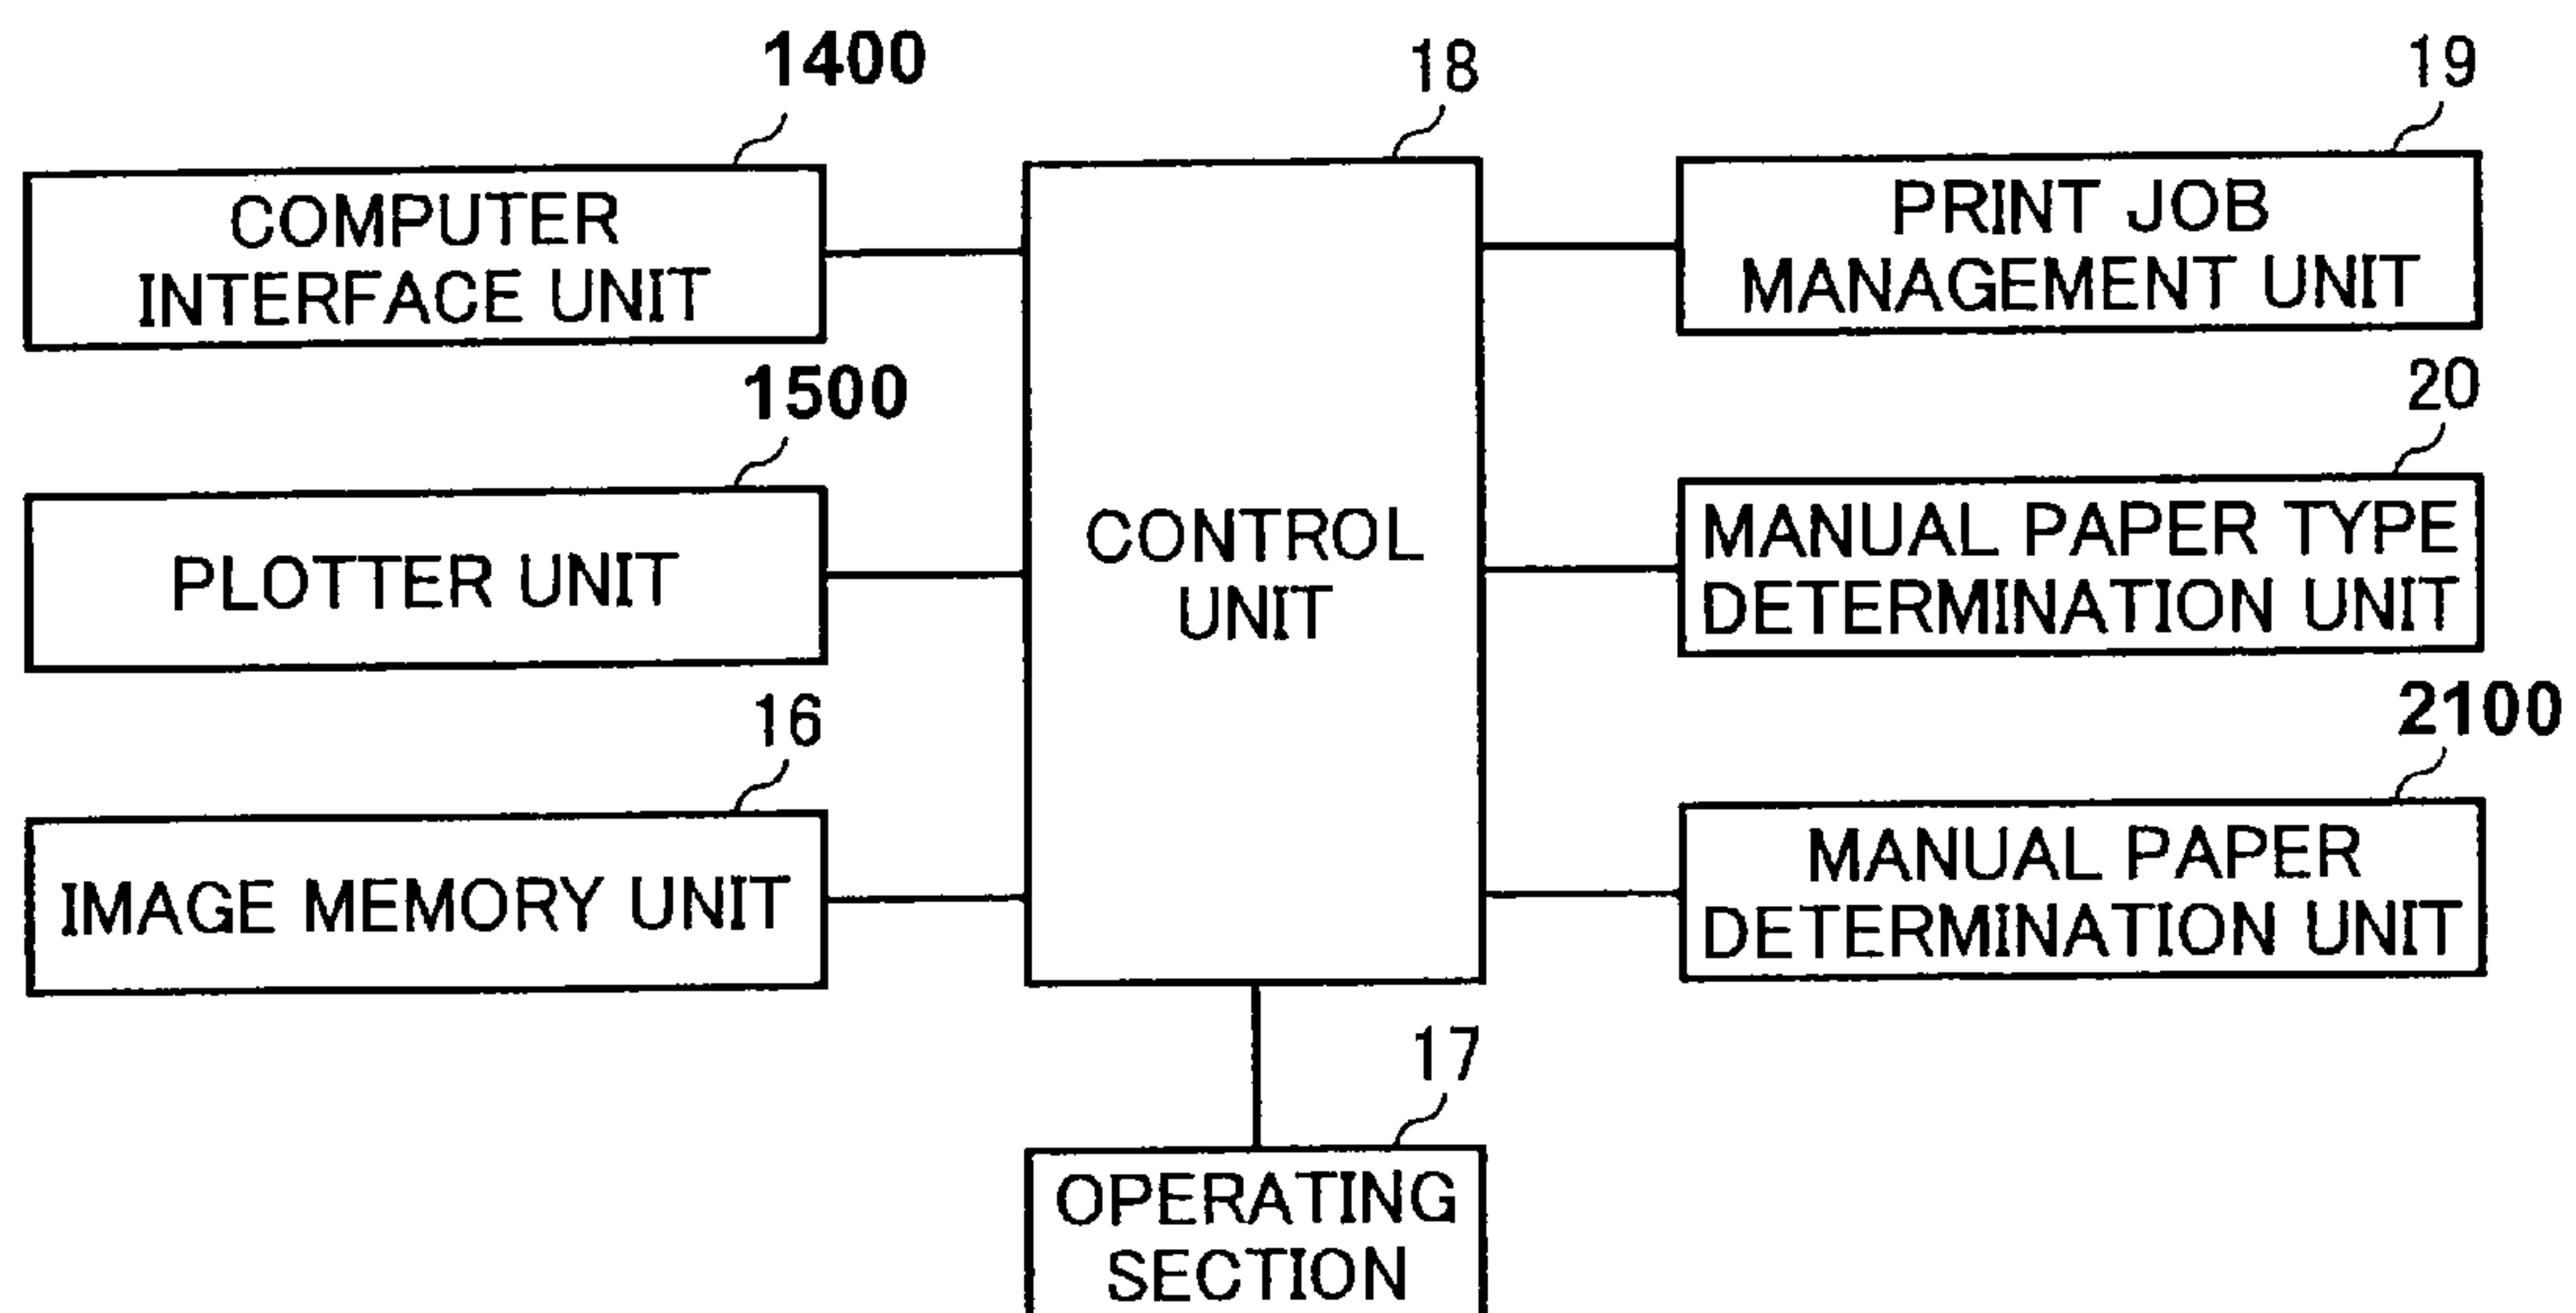 1400
COMPUTER
INTERFACE UNIT
1500
PLOTTER UNIT
16
IMAGE MEMORY UNIT
18
CONTROL
UNIT
17
OPERATING
SECTION
19
PRINT JOB
MANAGEMENT UNIT
20
MANUAL PAPER TYPE
DETERMINATION UNIT
2100
MANUAL PAPER
DETERMINATION UNIT